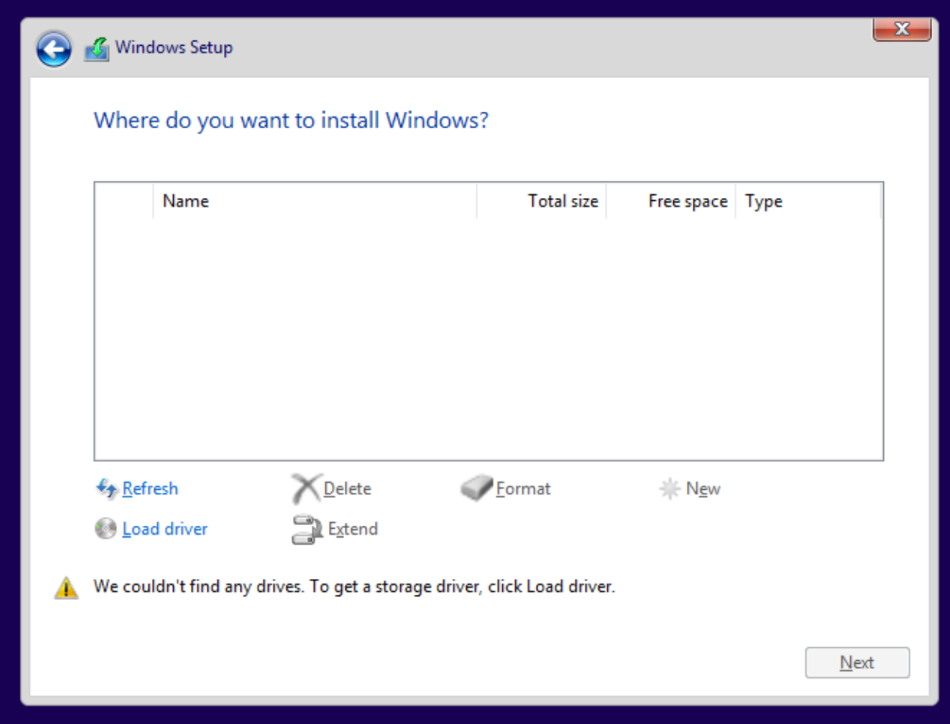 Windows Setup
Where do you want to install Windows?
Name Total size Free space Type
Refresh Delete Format New
Load driver Extend
We couldn't find any drives. To get a storage driver, click Load driver.
Next